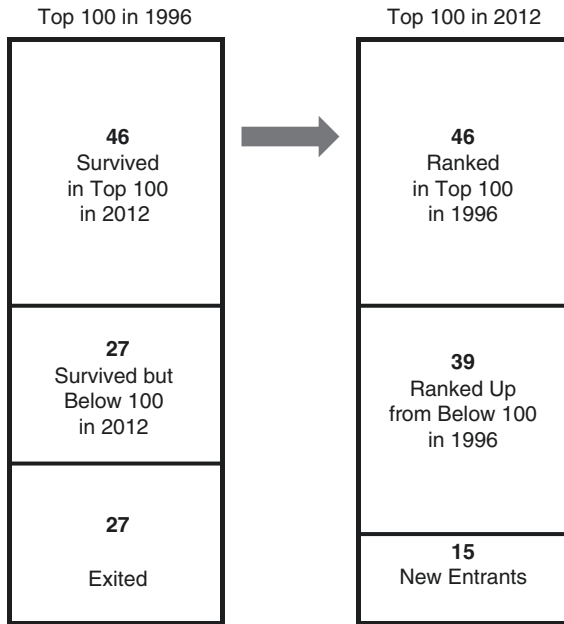 Top 100 in 1996
46
Survived
in Top 100
in 2012
27
Survived but
Below 100
in 2012
27
Exited
Top 100 in 2012
46
Ranked
in Top 100
in 1996
39
Ranked Up
from Below 100
in 1996
15
New Entrants